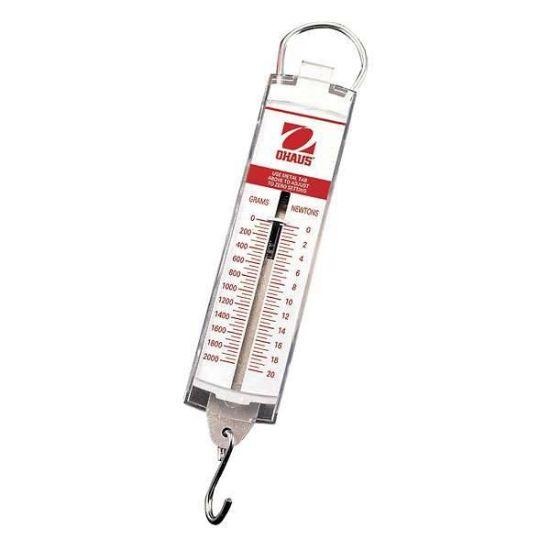 OHAUS
USE METAL TAB
ABOVE TO ADJUST
TO ZERO SETTING
GRAMS NEWTONS
0 0
200 2
400 4
600 6
800 8
1000 10
1200 12
1400 14
1600 16
1800 18
2000 20